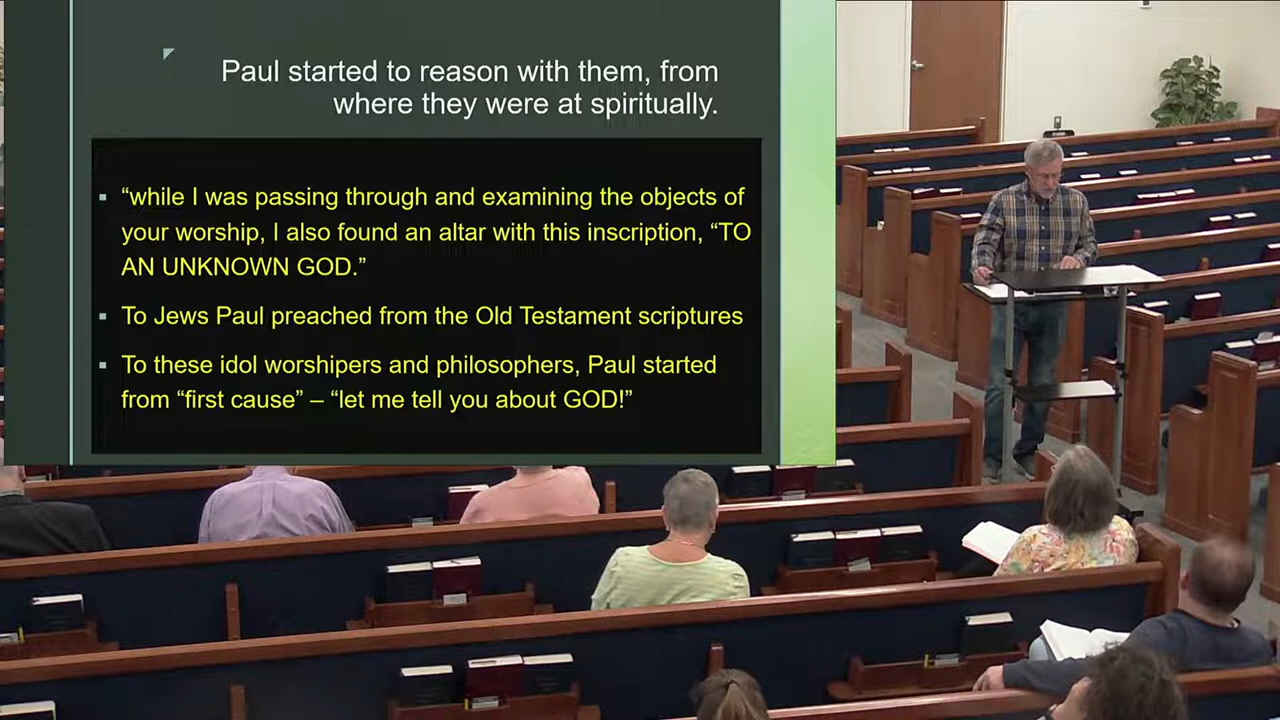 Paul started to reason with them, from
where they were at spiritually.
▪ “while I was passing through and examining the objects of
your worship, I also found an altar with this inscription, “TO
AN UNKNOWN GOD.”
▪ To Jews Paul preached from the Old Testament scriptures
▪ To these idol worshipers and philosophers, Paul started
from “first cause” – “let me tell you about GOD!”